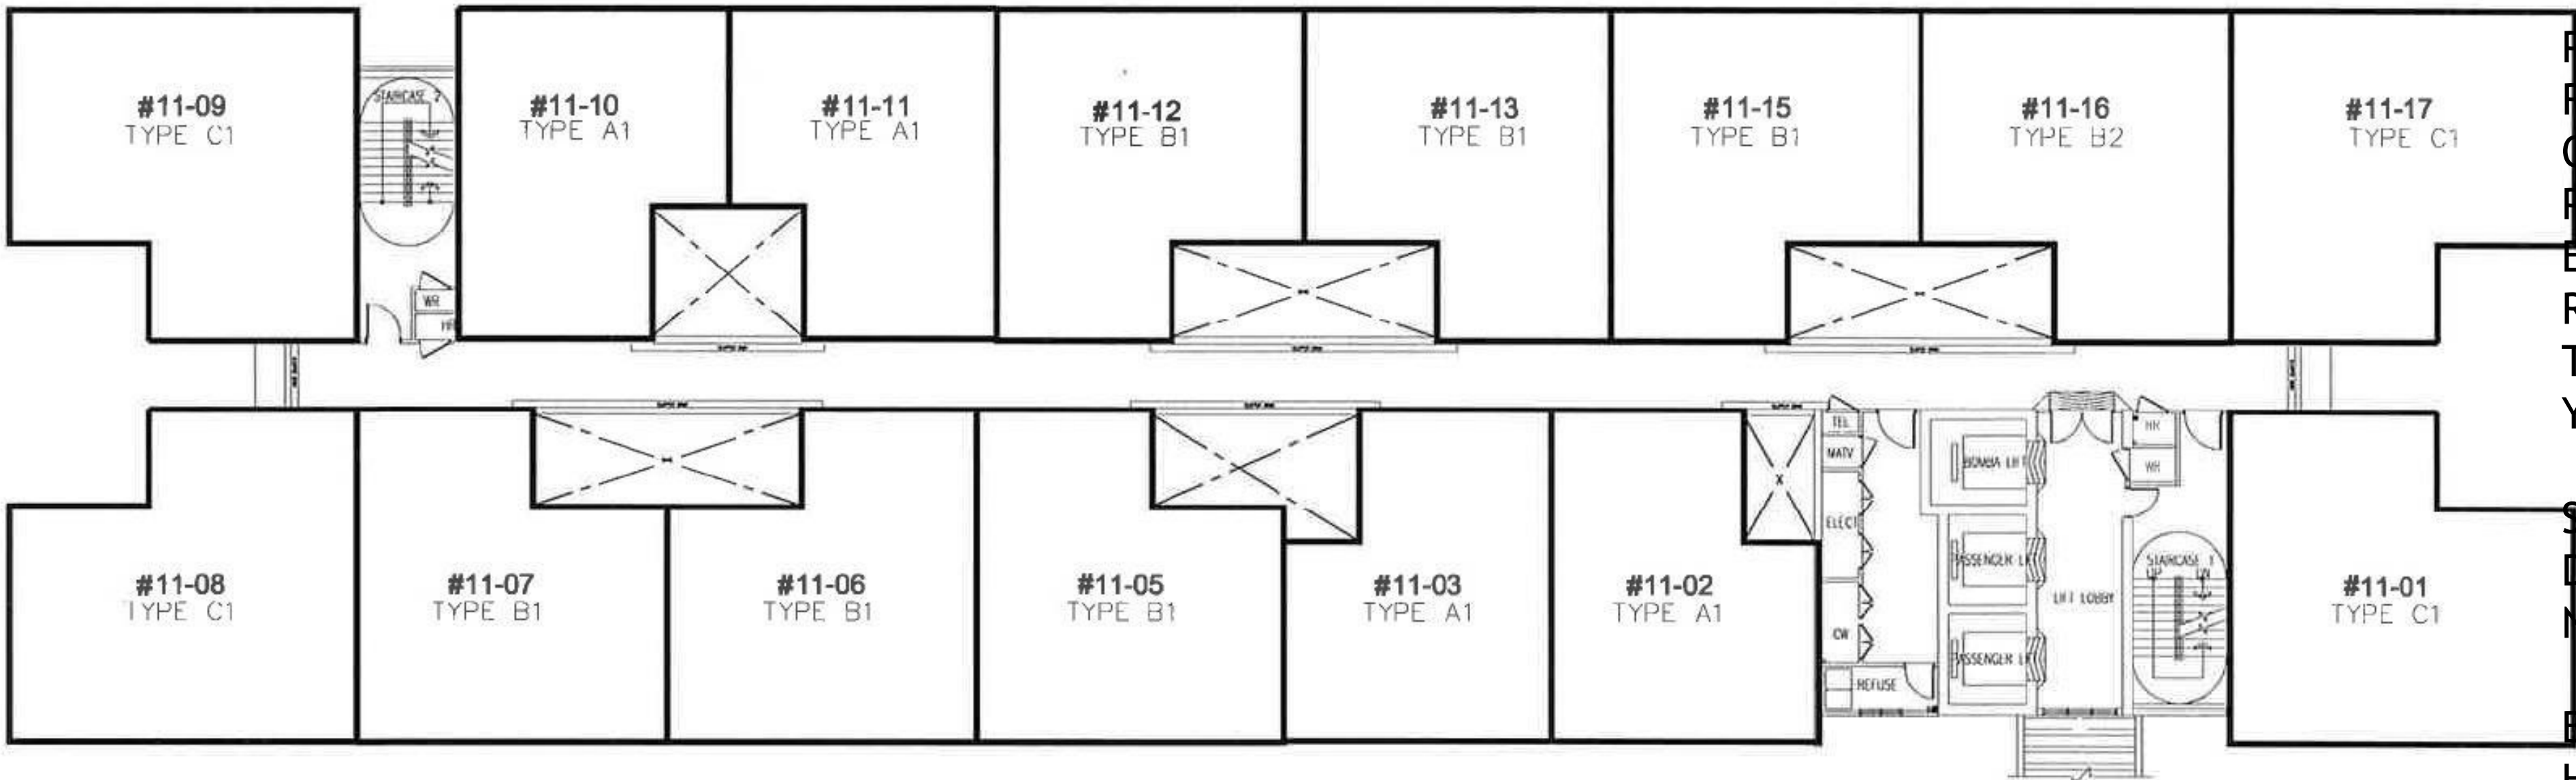 #11-09
TYPE C1
STAIRCASE 2
WR
HR
#11-10
TYPE A1
#11-11
TYPE A1
#11-12
TYPE B1
#11-13
TYPE B1
#11-15
TYPE B1
#11-16
TYPE B2
#11-17
TYPE C1
#11-08
TYPE C1
#11-07
TYPE B1
#11-06
TYPE B1
#11-05
TYPE B1
#11-03
TYPE A1
#11-02
TYPE A1
TEL
MATV
ELECT
CW
REFUSE
BOMBA LIFT
PASSENGER
PASSENGER
LIFT LOBBY
HR
WR
STAIRCASE 1
UP DN
#11-01
TYPE C1